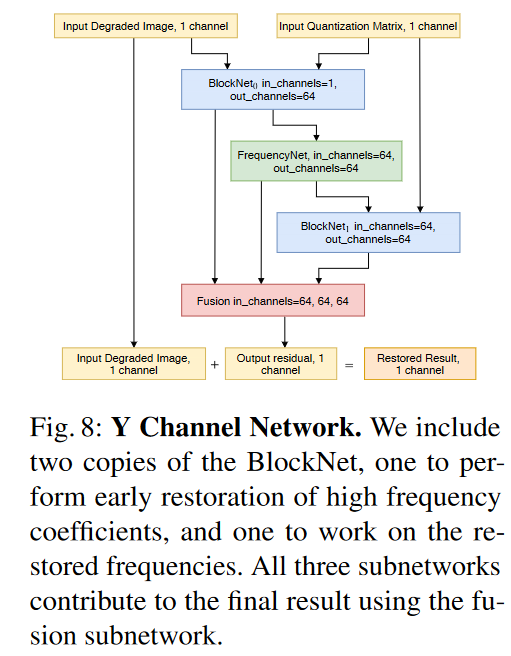 Input Degraded Image, 1 channel
Input Quantization Matrix, 1 channel
BlockNet₀ in_channels=1,
out_channels=64
FrequencyNet, in_channels=64,
out_channels=64
BlockNet₁ in_channels=64,
out_channels=64
Fusion in_channels=64, 64, 64
Input Degraded Image,
1 channel
+
Output residual, 1
channel
=
Restored Result,
1 channel
Fig. 8: Y Channel Network. We include
two copies of the BlockNet, one to per-
form early restoration of high frequency
coefficients, and one to work on the re-
stored frequencies. All three subnetworks
contribute to the final result using the fu-
sion subnetwork.